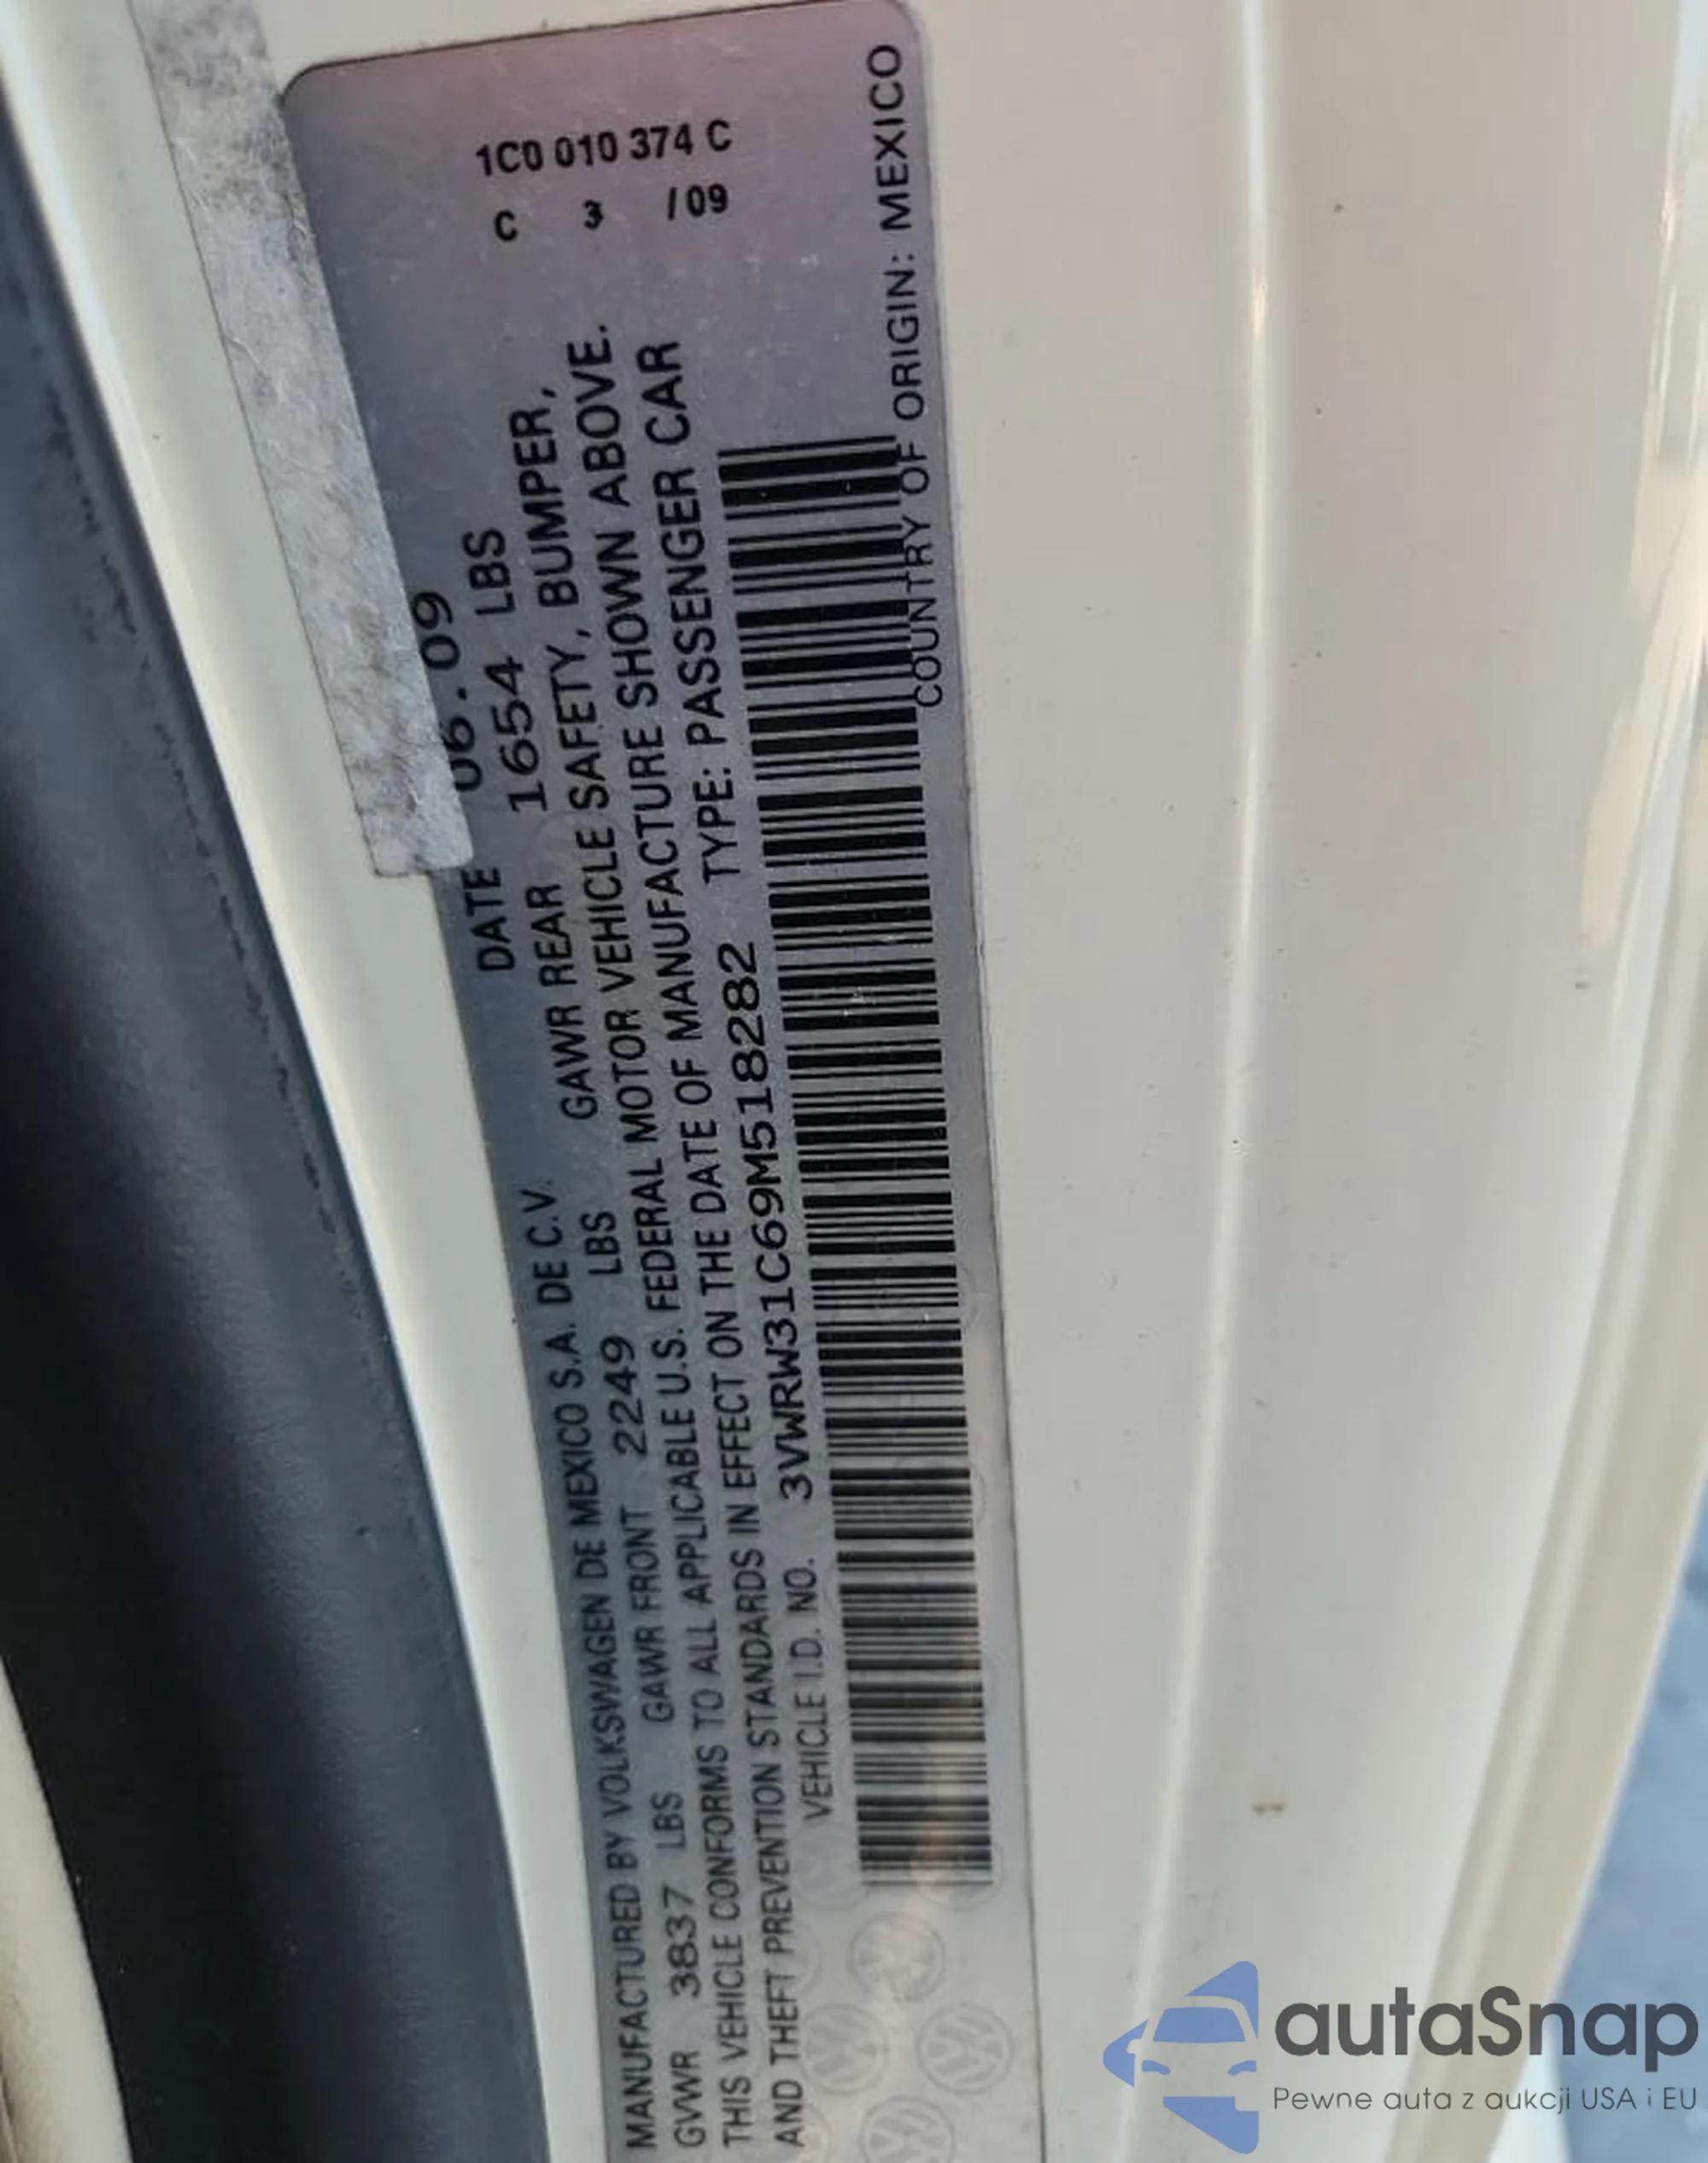 MANUFACTURED BY VOLKSWAGEN DE MEXICO S.A. DE C.V. DATE 06.09
GVWR 3837 LBS GAWR FRONT 2249 LBS GAWR REAR 1654 LBS
THIS VEHICLE CONFORMS TO ALL APPLICABLE U.S. FEDERAL MOTOR VEHICLE SAFETY, BUMPER,
AND THEFT PREVENTION STANDARDS IN EFFECT ON THE DATE OF MANUFACTURE SHOWN ABOVE.
VEHICLE I.D. NO. 3VWRW31C69M518282 TYPE: PASSENGER CAR
COUNTRY OF ORIGIN: MEXICO
1C0 010 374 C
C 3 /09
autaSnap
Pewne auta z aukcji USA i EU